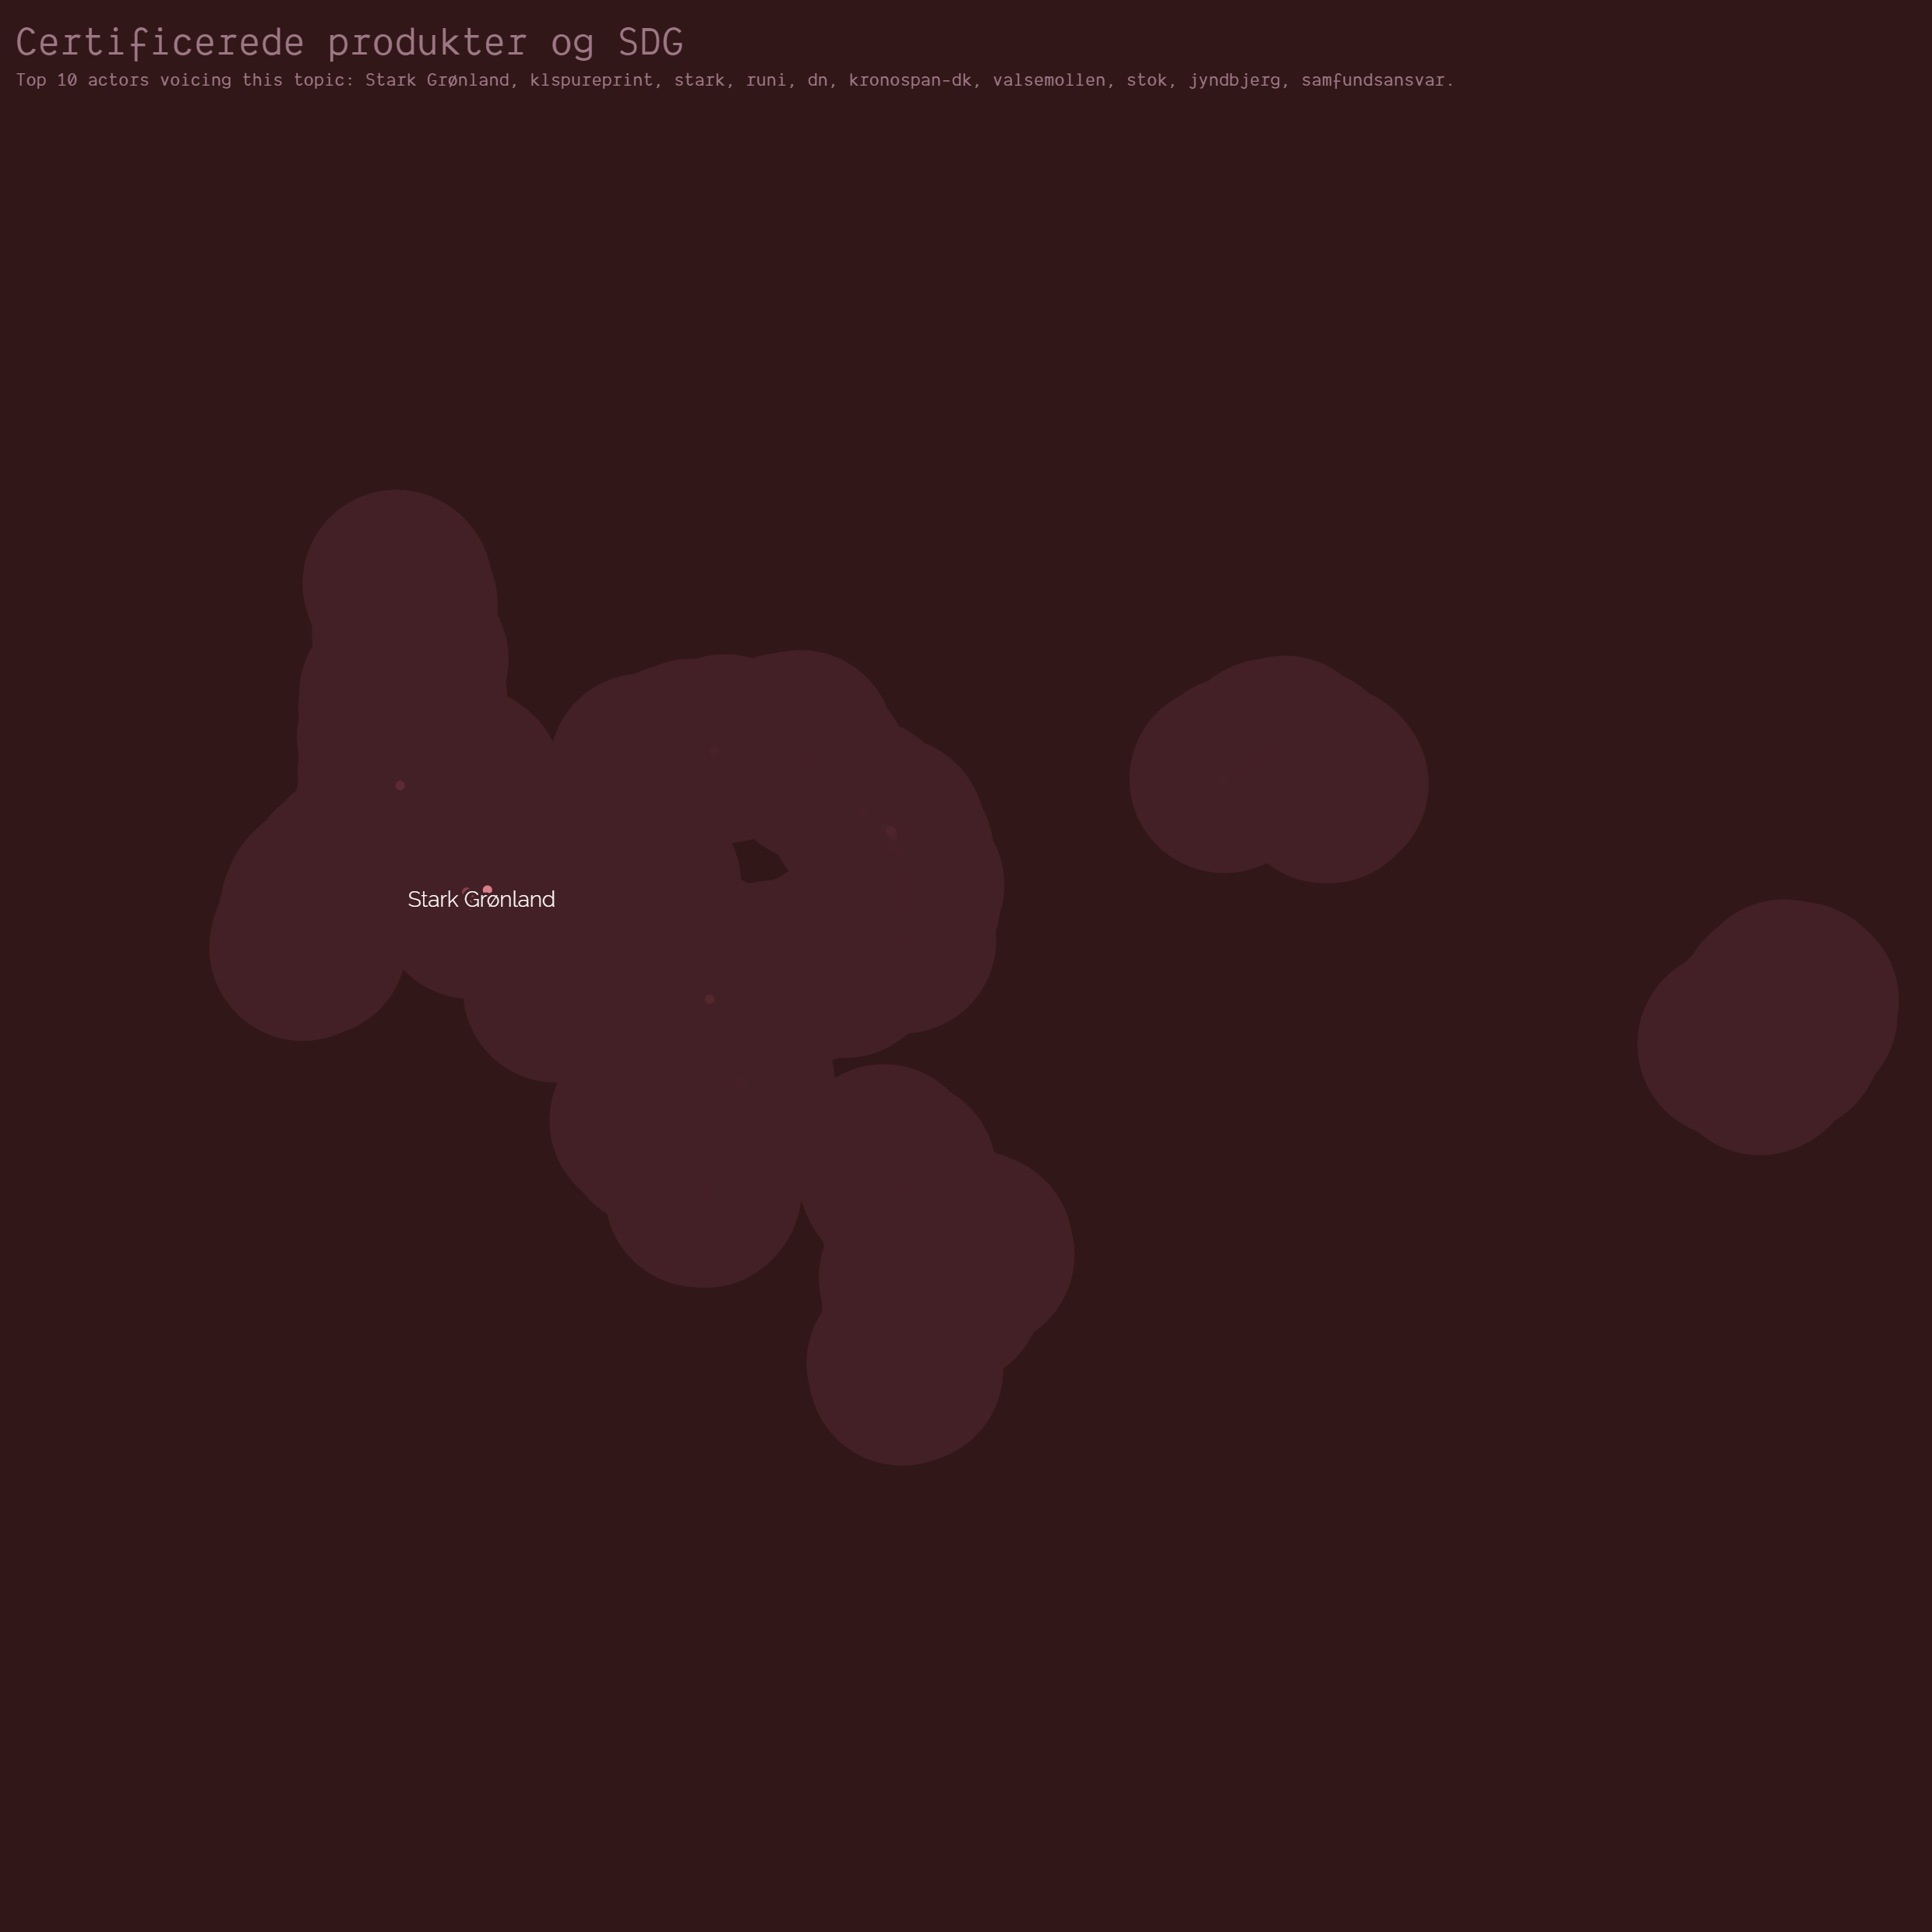 Certificerede produkter og SDG
Top 10 actors voicing this topic: Stark Grønland, klspureprint, stark, runi, dn, kronospan-dk, valsemollen, stok, jyndbjerg, samfundsansvar.
Stark Grønland